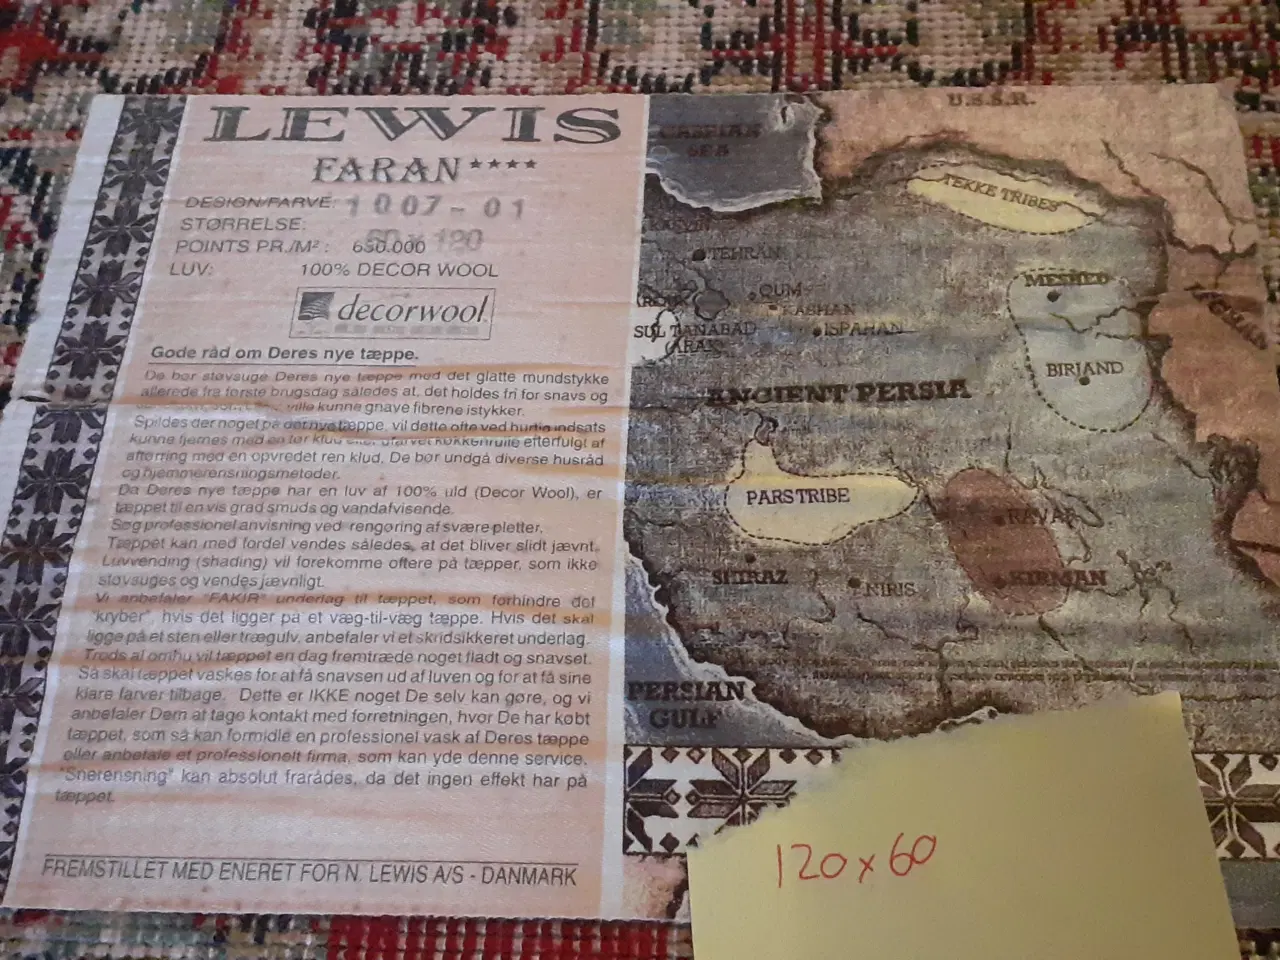 LEWIS
FARAN ****
DESIGN/FARVE: 1007-01
STØRRELSE: 60 x 120
POINTS PR./M²: 650.000
LUV: 100% DECOR WOOL
decorwool
Gode råd om Deres nye tæppe.
De bør støvsuge Deres nye tæppe med det glatte mundstykke
allerede fra første brugsdag således at, det holdes fri for snavs og
ville kunne gnave fibrene istykker.
Spildes der noget på det nye tæppe, vil dette ofte ved hurtig indsats
kunne fjernes med en tør klud eller ufarvet køkkenrulle efterfulgt af
aftørring med en opvredet ren klud. De bør undgå diverse husråd
og hjemmerensningsmetoder.
Da Deres nye tæppe har en luv af 100% uld (Decor Wool), er
tæppet til en vis grad smuds og vandafvisende.
Søg professionel anvisning ved rengøring af svære pletter.
Tæppet kan med fordel vendes således, at det bliver slidt jævnt.
Luvvending (shading) vil forekomme oftere på tæpper, som ikke
støvsuges og vendes jævnligt.
Vi anbefaler "FAKIR" underlag til tæppet, som forhindre det
"kryber", hvis det ligger på et væg-til-væg tæppe. Hvis det skal
ligge på et sten eller trægulv, anbefaler vi et skridsikkeret underlag.
Trods al omhu vil tæppet en dag fremtræde noget fladt og snavset.
Så skal tæppet vaskes for at få snavsen ud af luven og for at få sine
klare farver tilbage. Dette er IKKE noget De selv kan gøre, og vi
anbefaler Dem at tage kontakt med forretningen, hvor De har købt
tæppet, som så kan formidle en professionel vask af Deres tæppe
eller anbefale et professionelt firma, som kan yde denne service.
"Snerensning" kan absolut frarådes, da det ingen effekt har på
tæppet.
FREMSTILLET MED ENERET FOR N. LEWIS A/S - DANMARK
U.S.S.R.
CASPIAN
SEA
TEKKE TRIBES
KASVIN
TEHRAN
MESHED
QUM
KASHAN
SULTANABAD
(ARAK)
ISPAHAN
BIRJAND
ANCIENT PERSIA
PARS TRIBE
RAVAR
SHIRAZ
NIRIS
KIRMAN
PERSIAN
GULF
120x60